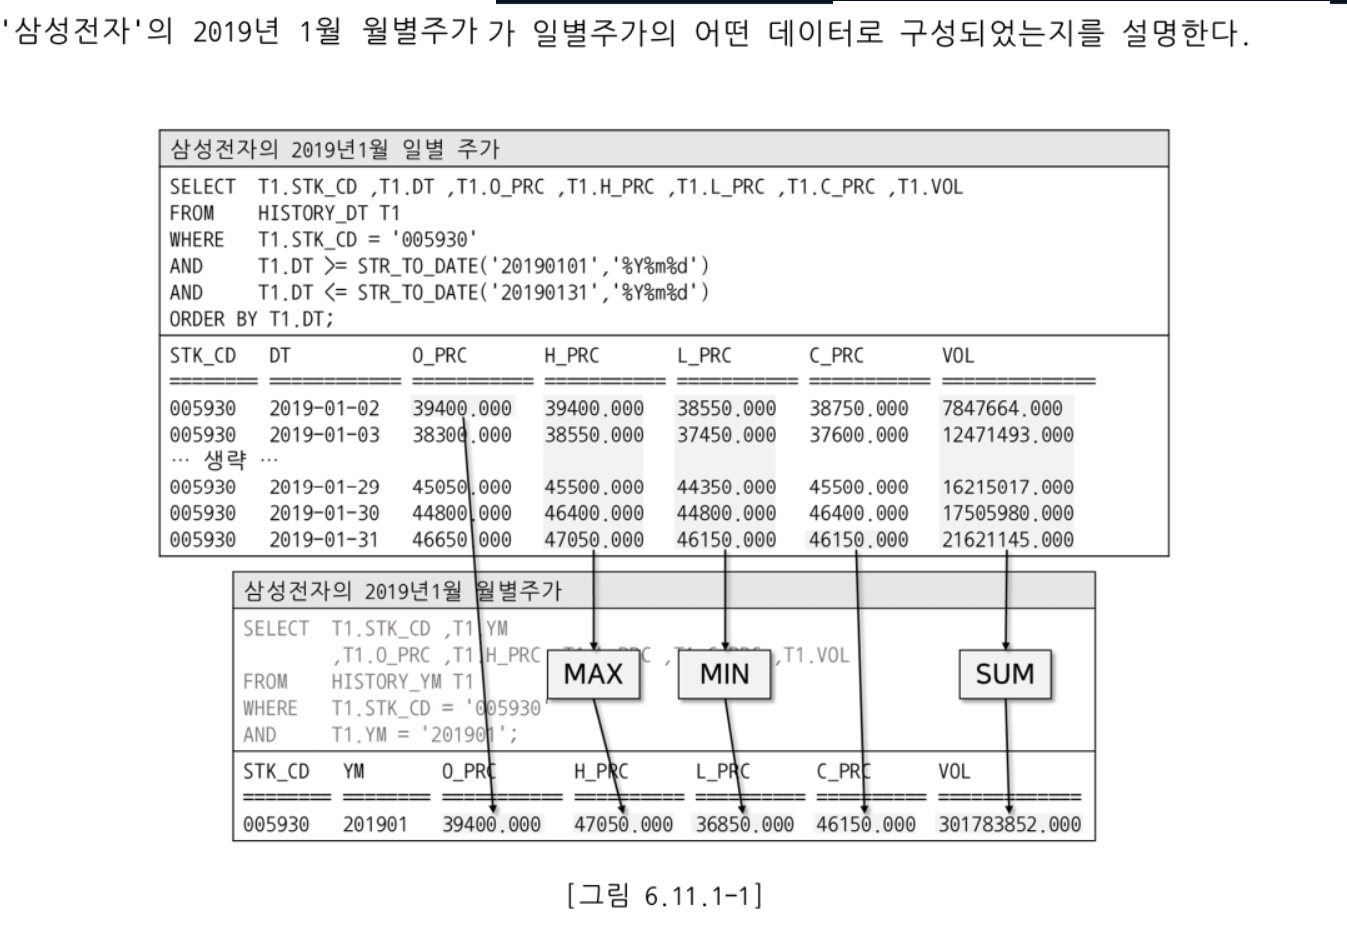 '삼성전자'의 2019년 1월 월별주가 가 일별주가의 어떤 데이터로 구성되었는지를 설명한다.
삼성전자의 2019년1월 일별 주가
SELECT T1.STK_CD ,T1.DT ,T1.O_PRC ,T1.H_PRC ,T1.L_PRC ,T1.C_PRC ,T1.VOL
FROM HISTORY_DT T1
WHERE T1.STK_CD = '005930'
AND T1.DT >= STR_TO_DATE('20190101','%Y%m%d')
AND T1.DT <= STR_TO_DATE('20190131','%Y%m%d')
ORDER BY T1.DT;
STK_CD DT O_PRC H_PRC L_PRC C_PRC VOL
======== ============ =========== =========== =========== =========== ==============
005930 2019-01-02 39400.000 39400.000 38550.000 38750.000 7847664.000
005930 2019-01-03 38300.000 38550.000 37450.000 37600.000 12471493.000
… 생략 …
005930 2019-01-29 45050.000 45500.000 44350.000 45500.000 16215017.000
005930 2019-01-30 44800.000 46400.000 44800.000 46400.000 17505980.000
005930 2019-01-31 46650.000 47050.000 46150.000 46150.000 21621145.000
삼성전자의 2019년1월 월별주가
SELECT T1.STK_CD ,T1.YM
,T1.O_PRC ,T1.H_PRC ,T1.VOL
MAX MIN SUM
FROM HISTORY_YM T1
WHERE T1.STK_CD = '005930'
AND T1.YM = '201901';
STK_CD YM O_PRC H_PRC L_PRC C_PRC VOL
======== ======== =========== ========== ========== ========== =============
005930 201901 39400.000 47050.000 36850.000 46150.000 301783852.000
[그림 6.11.1-1]